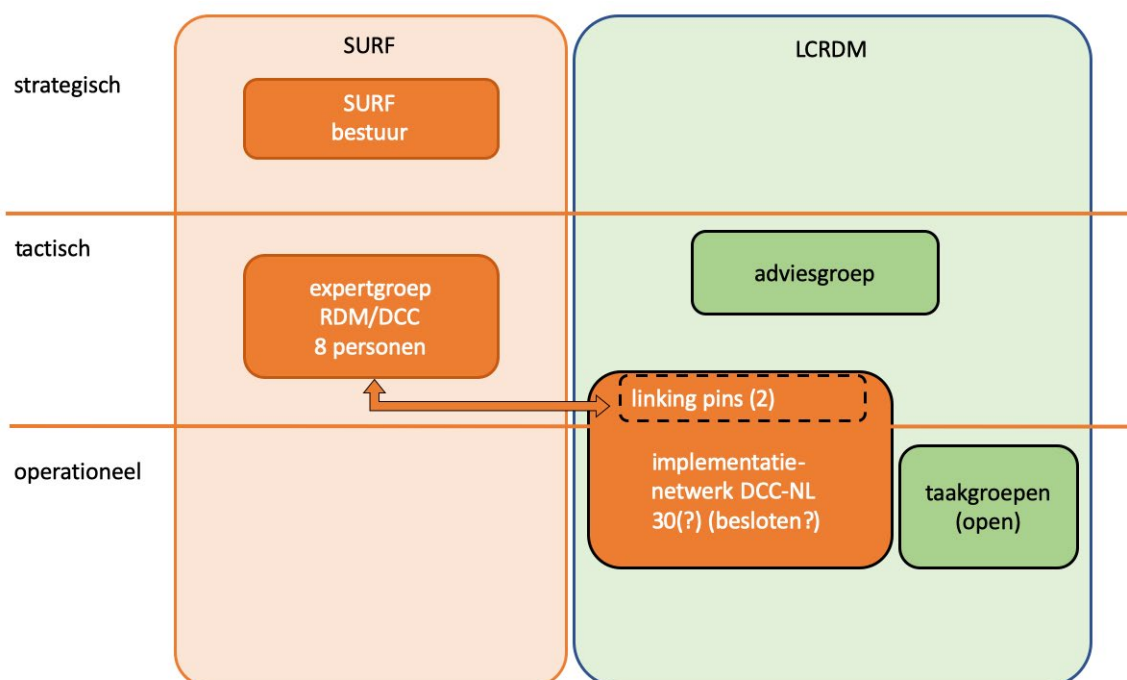 SURF
LCRDM
strategisch
SURF
bestuur
tactisch
expertgroep
RDM/DCC
8 personen
adviesgroep
linking pins (2)
operationeel
implementatie-
netwerk DCC-NL
30(?) (besloten?)
taakgroepen
(open)